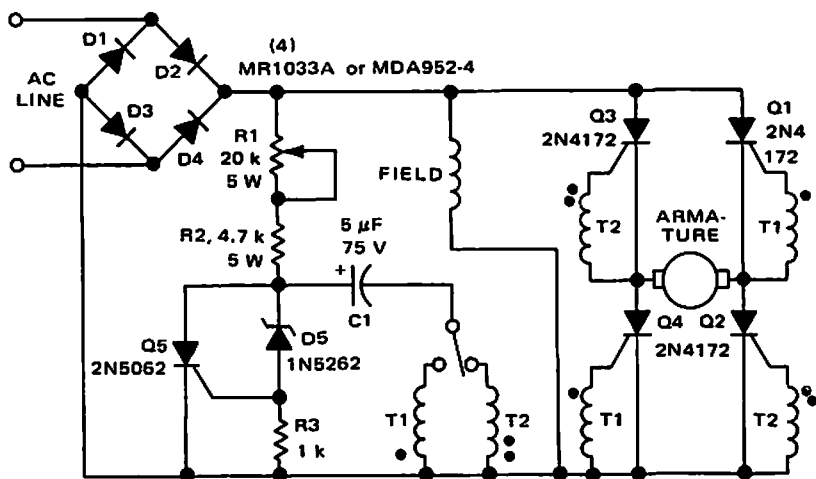 (4)
MR1033A or MDA952-4
D1
D2
AC
LINE
D3
D4
Q3
2N4172
Q1
2N4
172
R1
20 k
5 W
FIELD
T2
ARMA-
TURE
T1
R2, 4.7 k
5 W
5 μF
75 V
+
C1
Q5
2N5062
D5
1N5262
Q4
Q2
2N4172
R3
1 k
T1
T2
T1
T2